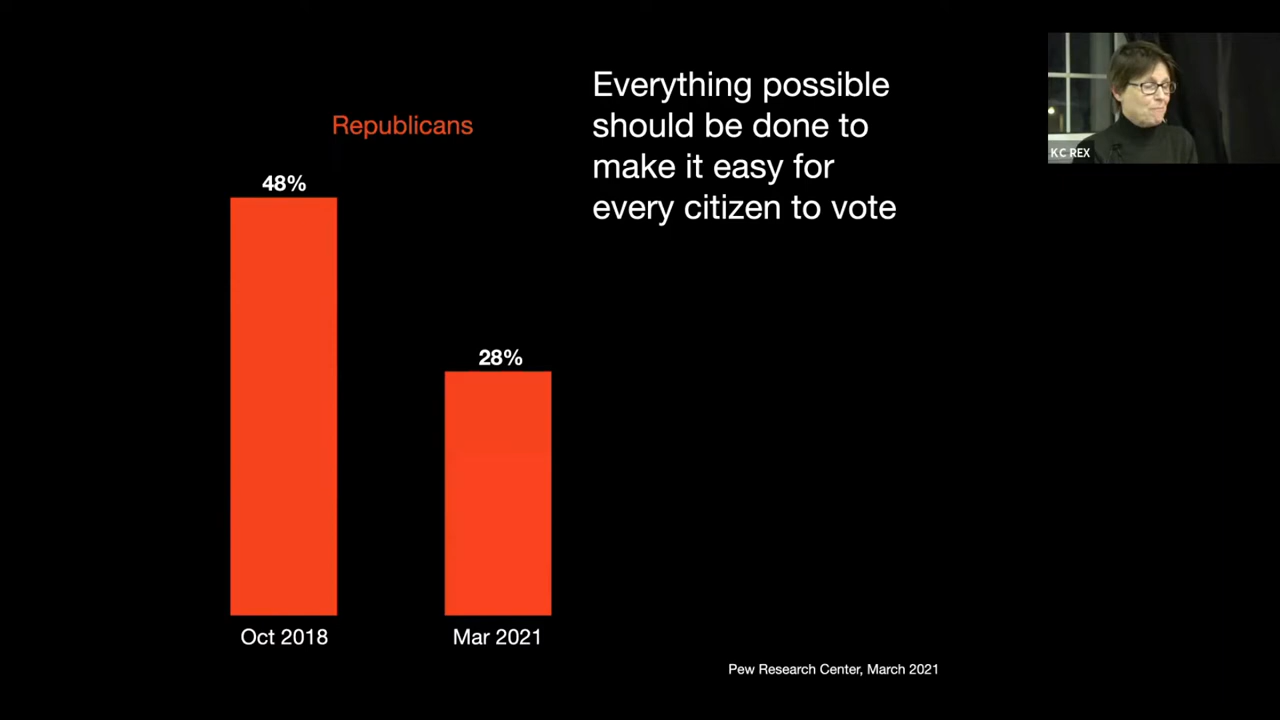 Everything possible
should be done to
make it easy for
every citizen to vote
Republicans
48%
28%
Oct 2018
Mar 2021
Pew Research Center, March 2021
KC REX